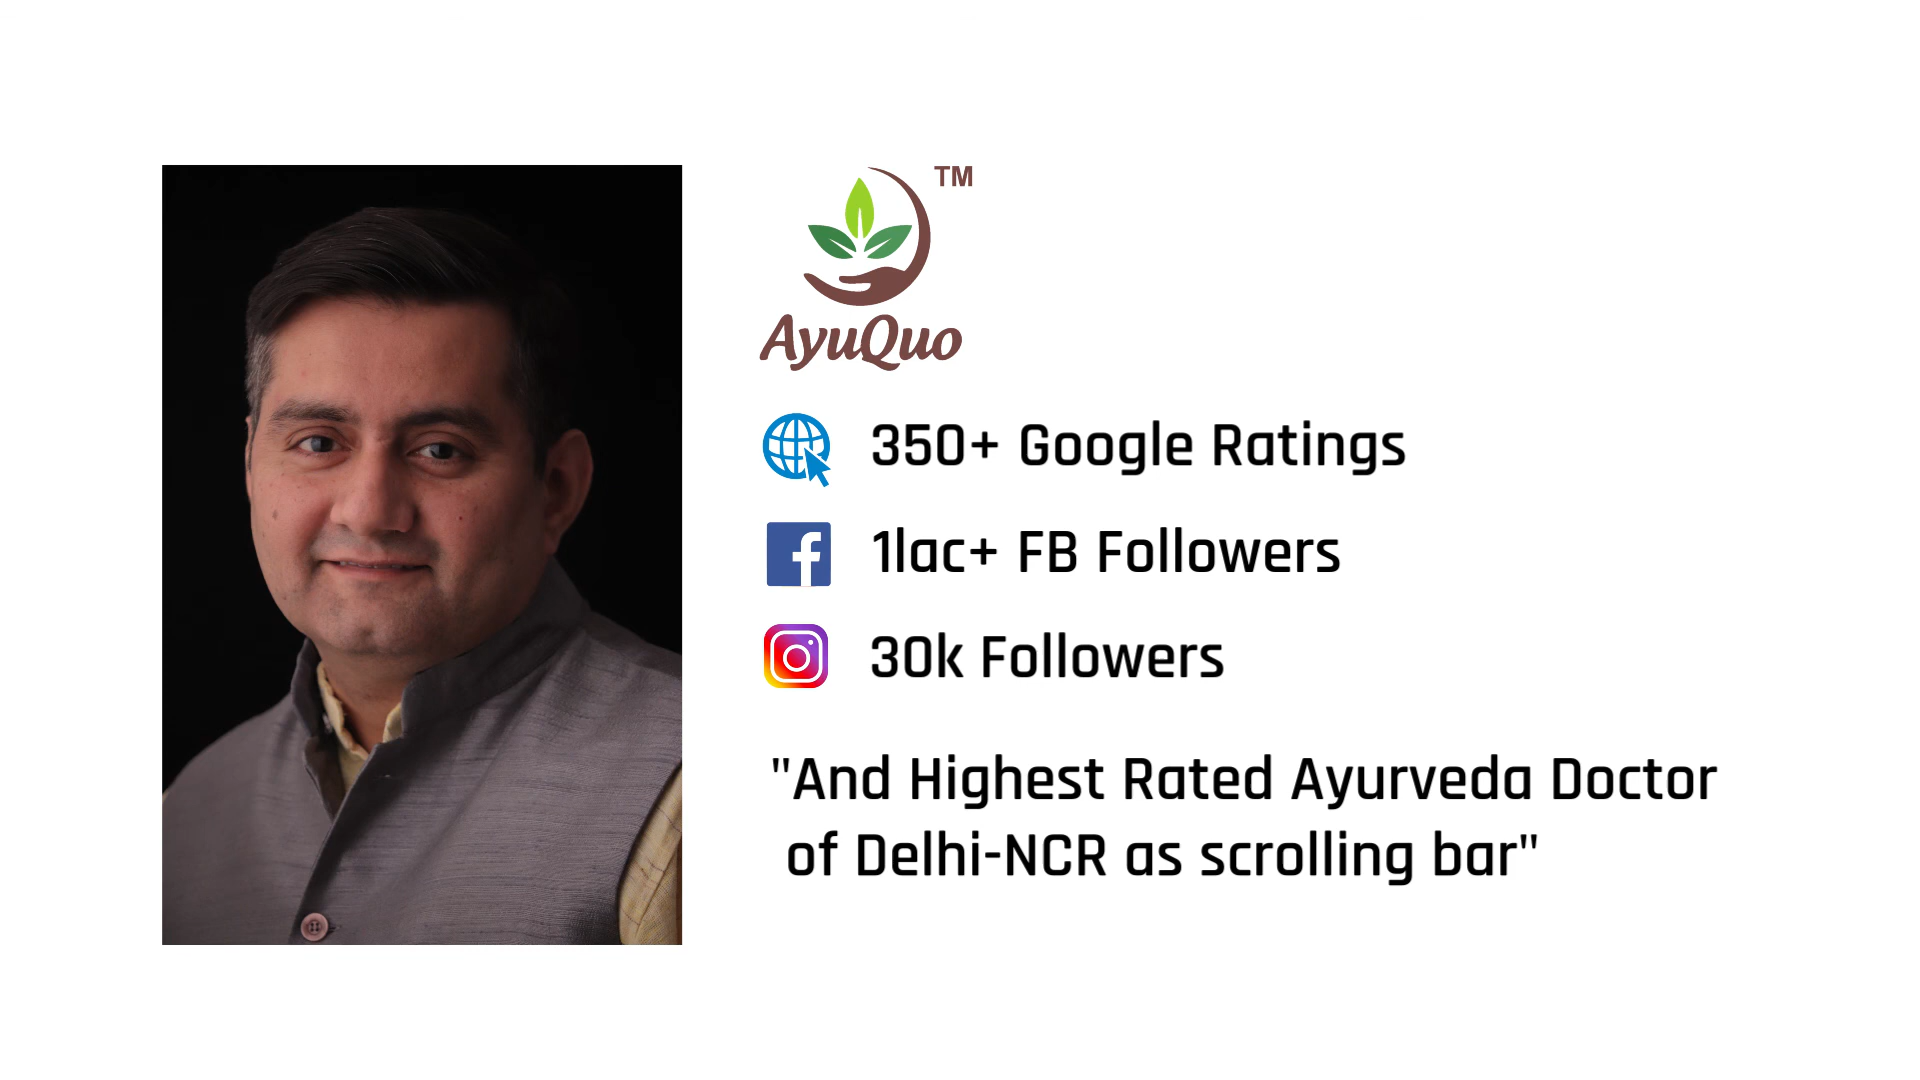 TM
AyuQuo
350+ Google Ratings
1lac+ FB Followers
30k Followers
"And Highest Rated Ayurveda Doctor
of Delhi-NCR as scrolling bar"